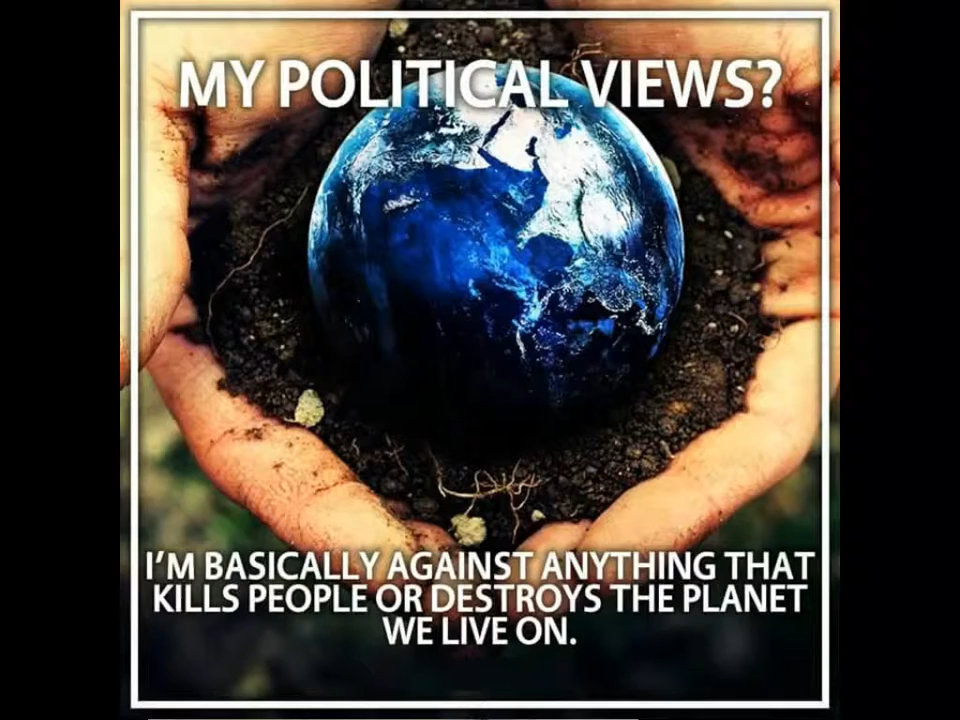 MY POLITICAL VIEWS?
I'M BASICALLY AGAINST ANYTHING THAT
KILLS PEOPLE OR DESTROYS THE PLANET
WE LIVE ON.